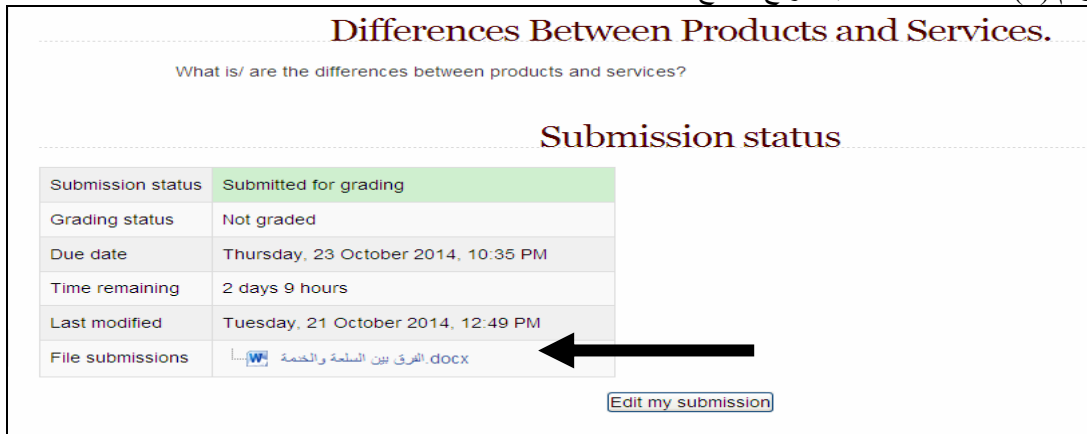 Differences Between Products and Services.
What is/ are the differences between products and services?
Submission status
Submission status Submitted for grading
Grading status Not graded
Due date Thursday, 23 October 2014, 10:35 PM
Time remaining 2 days 9 hours
Last modified Tuesday, 21 October 2014, 12:49 PM
File submissions الفرق بين السلعة والخدمة.docx
Edit my submission